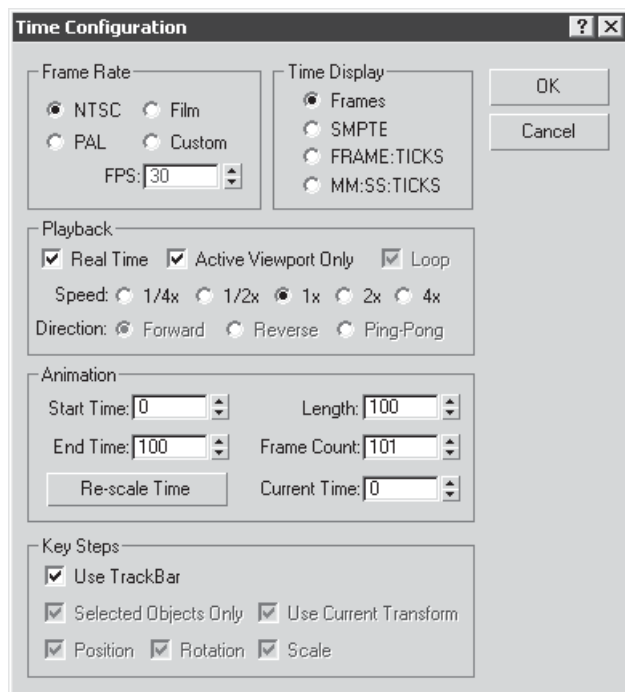 Time Configuration
Frame Rate
NTSC Film
PAL Custom
FPS: 30
Time Display
Frames
SMPTE
FRAME:TICKS
MM:SS:TICKS
OK
Cancel
Playback
Real Time Active Viewport Only Loop
Speed: 1/4x 1/2x 1x 2x 4x
Direction: Forward Reverse Ping-Pong
Animation
Start Time: 0 Length: 100
End Time: 100 Frame Count: 101
Re-scale Time Current Time: 0
Key Steps
Use TrackBar
Selected Objects Only Use Current Transform
Position Rotation Scale